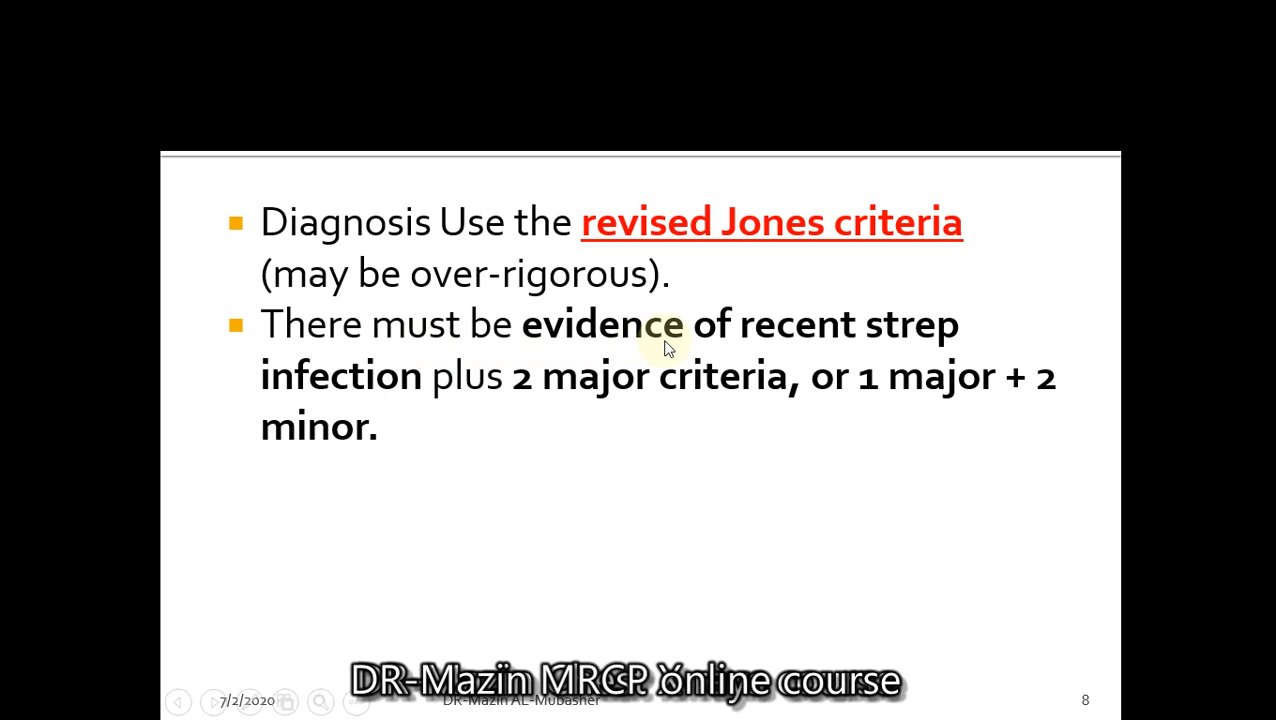 Diagnosis Use the revised Jones criteria
(may be over-rigorous).
There must be evidence of recent strep
infection plus 2 major criteria, or 1 major + 2
minor.
DR-Mazin MRCP online course
7/2/2020
DR-Mazin AL-Mubasher
8